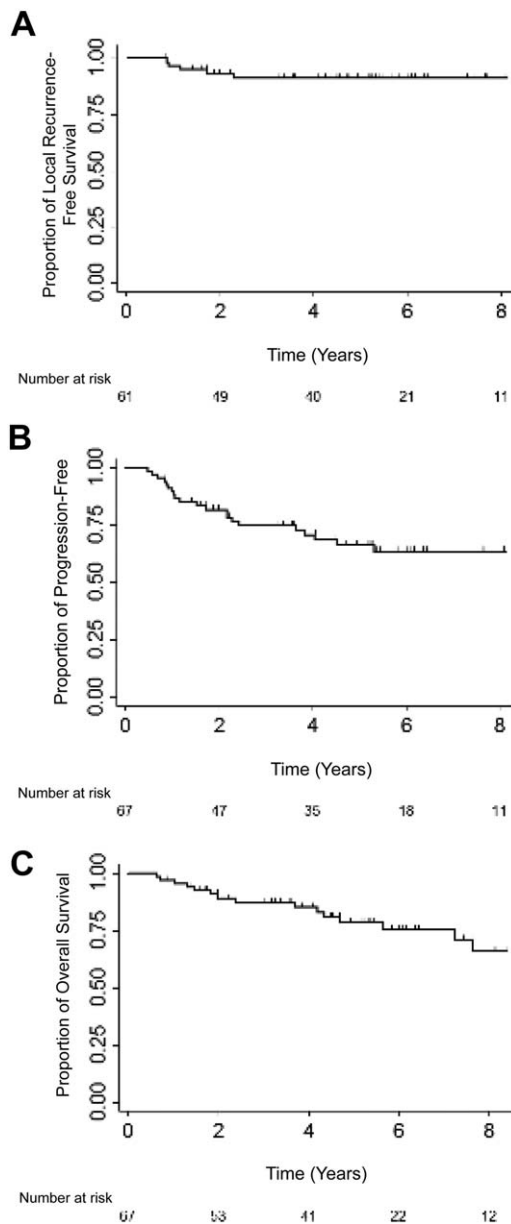 A
Proportion of Local Recurrence-
Free Survival
1.00
0.75
0.50
0.25
0.00
0 2 4 6 8
Time (Years)
Number at risk
61 49 40 21 11
B
Proportion of Progression-Free
1.00
0.75
0.50
0.25
0.00
0 2 4 6 8
Time (Years)
Number at risk
67 47 35 18 11
C
Proportion of Overall Survival
1.00
0.75
0.50
0.25
0.00
0 2 4 6 8
Time (Years)
Number at risk
67 53 41 22 12